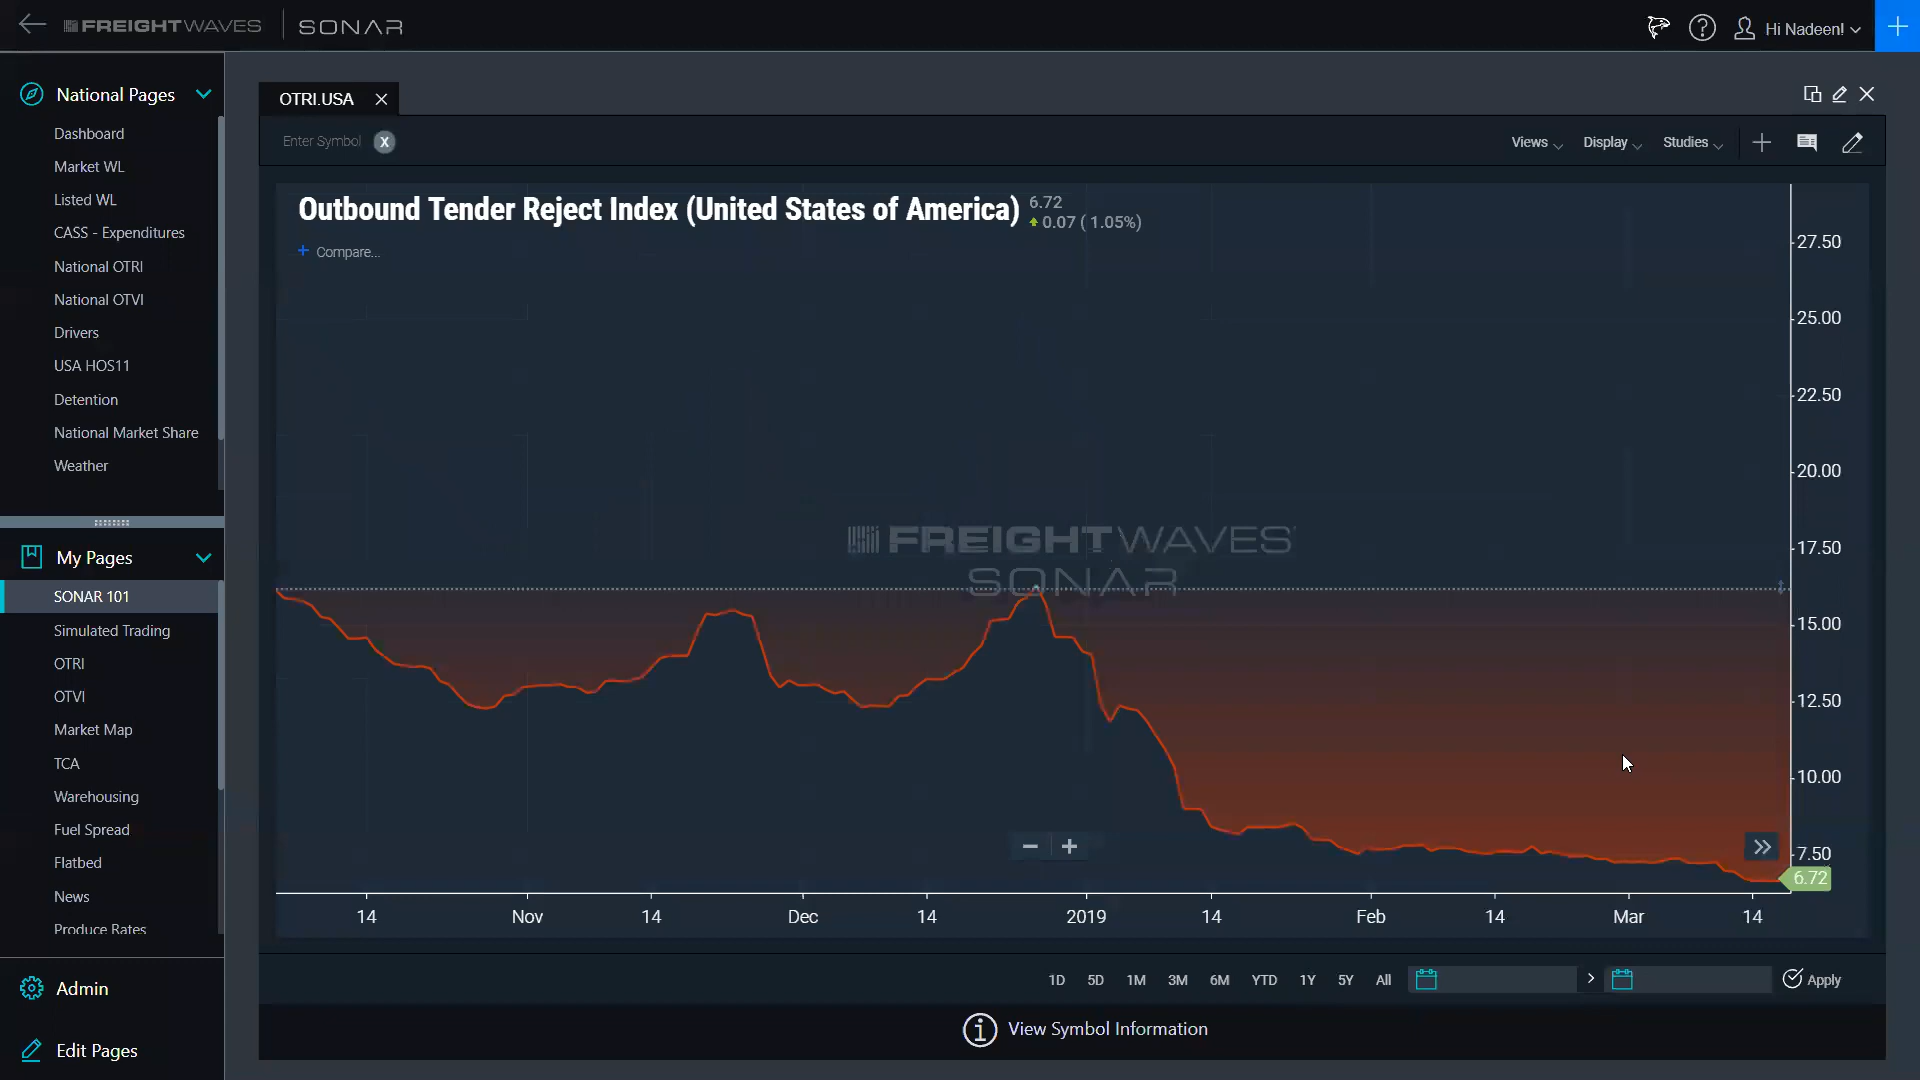 FREIGHTWAVES SONAR
? Hi Nadeen!
National Pages
Dashboard
Market WL
Listed WL
CASS - Expenditures
National OTRI
National OTVI
Drivers
USA HOS11
Detention
National Market Share
Weather
My Pages
SONAR 101
Simulated Trading
OTRI
OTVI
Market Map
TCA
Warehousing
Fuel Spread
Flatbed
News
Produce Rates
Admin
Edit Pages
OTRI.USA
Enter Symbol X
Views Display Studies
Outbound Tender Reject Index (United States of America) 6.72
0.07 ( 1.05%)
+ Compare...
FREIGHTWAVES
SONAR
27.50
25.00
22.50
20.00
17.50
15.00
12.50
10.00
7.50
6.72
14 Nov 14 Dec 14 2019 14 Feb 14 Mar 14
1D 5D 1M 3M 6M YTD 1Y 5Y All Apply
View Symbol Information